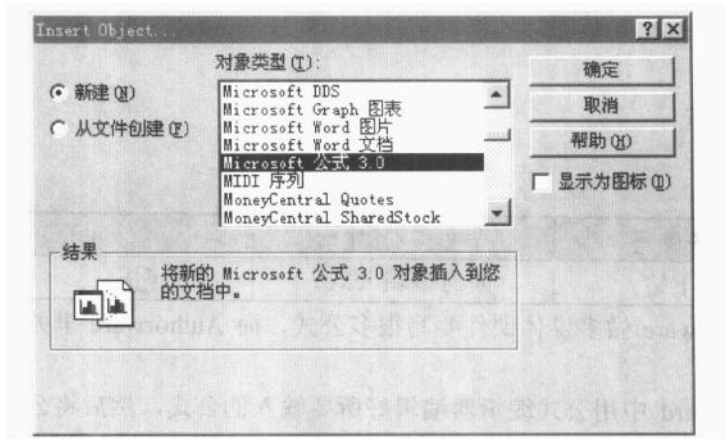 Insert Object...
对象类型(T):
新建(N)
从文件创建(F)
Microsoft DDS
Microsoft Graph 图表
Microsoft Word 图片
Microsoft Word 文档
Microsoft 公式 3.0
MIDI 序列
MoneyCentral Quotes
MoneyCentral SharedStock
确定
取消
帮助(H)
显示为图标(D)
结果
将新的 Microsoft 公式 3.0 对象插入到您
的文档中。